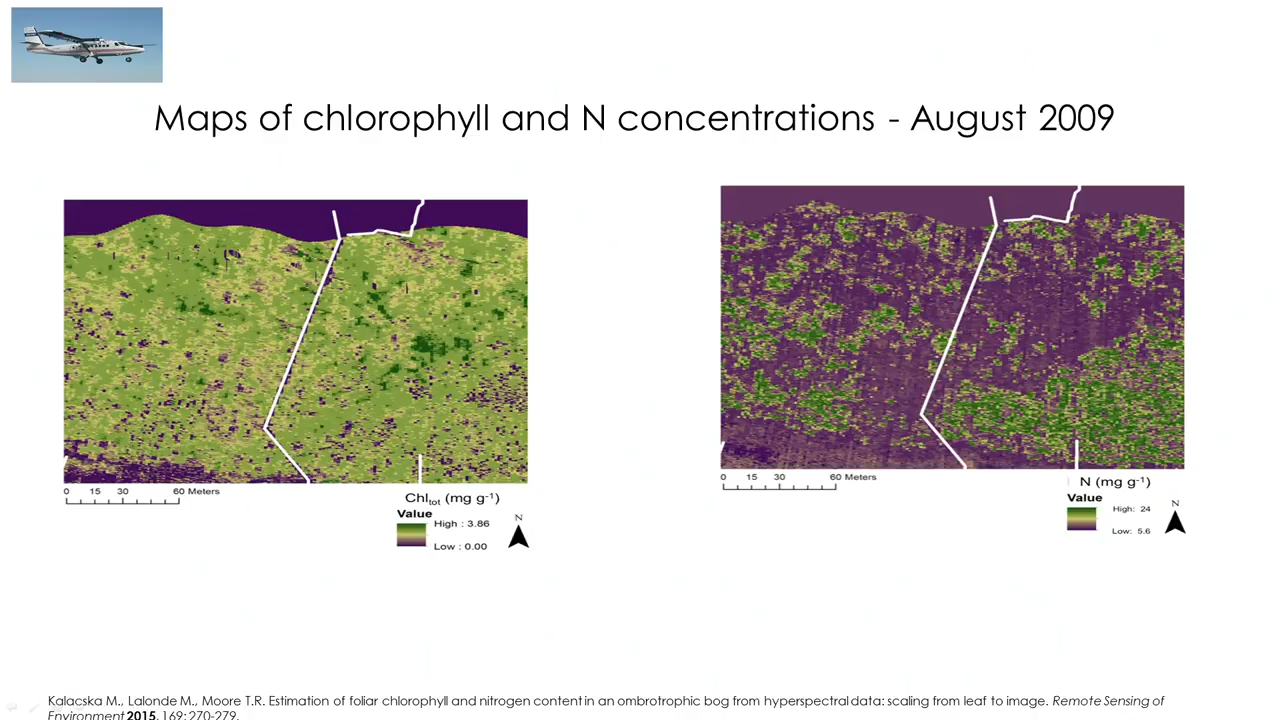 Maps of chlorophyll and N concentrations - August 2009
0 15 30 60 Meters
Chltot (mg g-1)
Value
High : 3.86
Low : 0.00
N
0 15 30 60 Meters
N (mg g-1)
Value
High: 24
Low: 5.6
N
Kalacska M., Lalonde M., Moore T.R. Estimation of foliar chlorophyll and nitrogen content in an ombrotrophic bog from hyperspectral data: scaling from leaf to image. Remote Sensing of
Environment 2015, 169: 270-279.